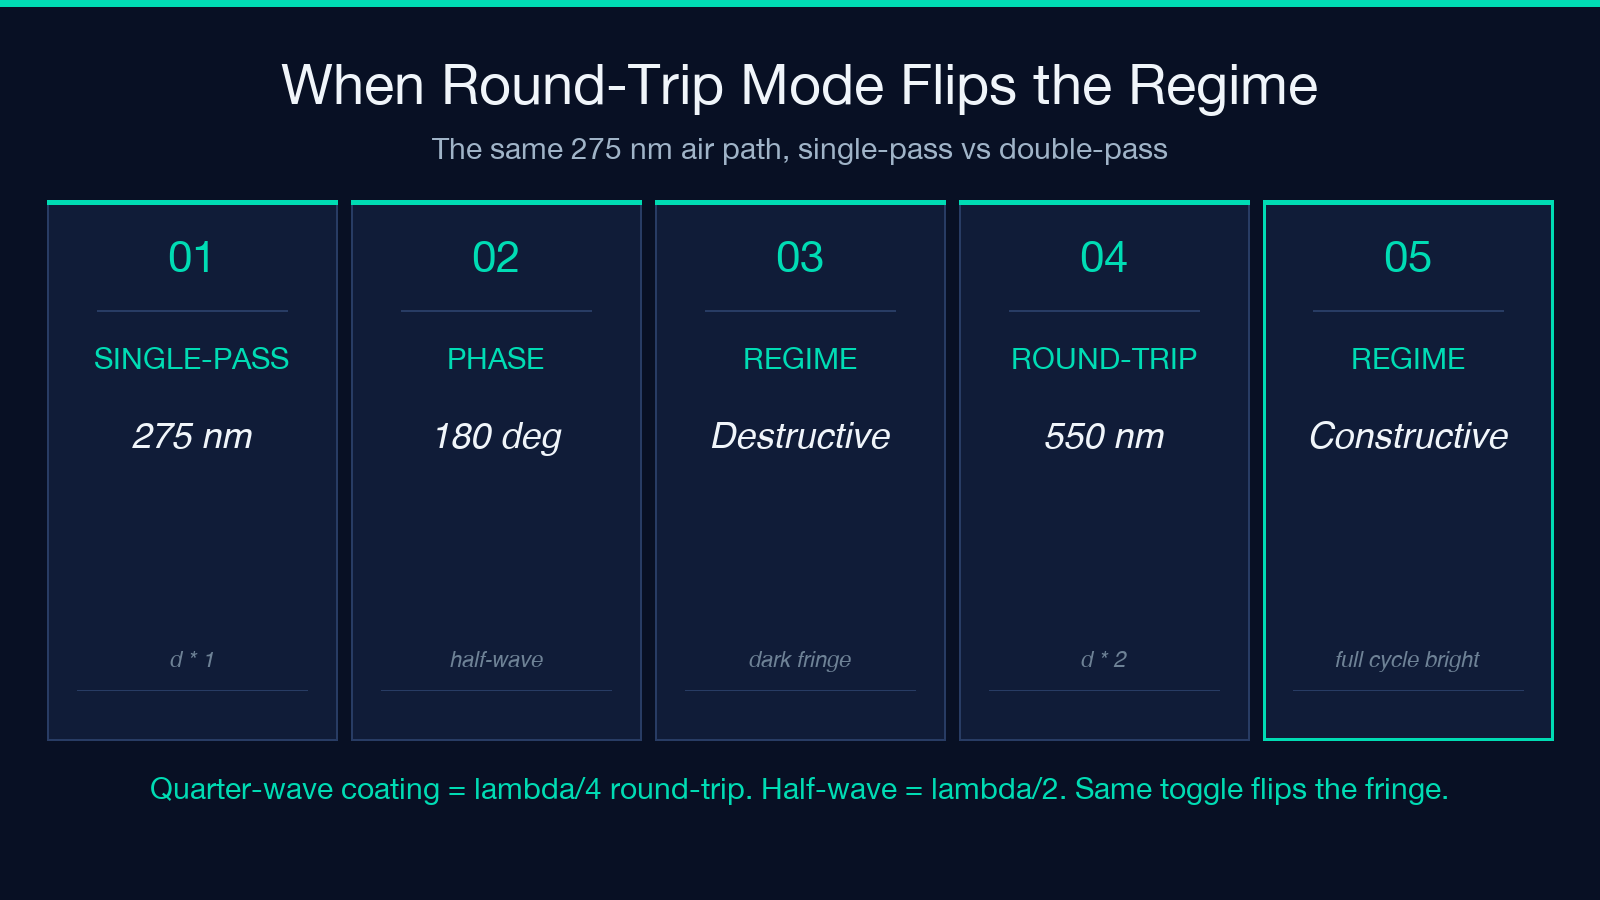 When Round-Trip Mode Flips the Regime
The same 275 nm air path, single-pass vs double-pass
01
SINGLE-PASS
275 nm
d * 1
02
PHASE
180 deg
half-wave
03
REGIME
Destructive
dark fringe
04
ROUND-TRIP
550 nm
d * 2
05
REGIME
Constructive
full cycle bright
Quarter-wave coating = lambda/4 round-trip. Half-wave = lambda/2. Same toggle flips the fringe.